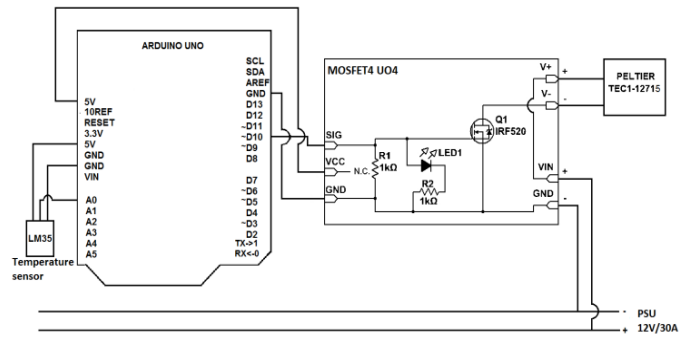 ARDUINO UNO
5V
10REF
RESET
3.3V
5V
GND
GND
VIN
A0
A1
A2
A3
A4
A5
SCL
SDA
AREF
GND
D13
D12
~D11
~D10
~D9
D8
D7
~D6
~D5
D4
~D3
D2
TX->1
RX<-0
LM35
Temperature
sensor
MOSFET4 UO4
SIG
VCC
N.C.
GND
R1
1kΩ
LED1
R2
1kΩ
Q1
IRF520
V+
+
V-
-
VIN
+
GND
-
PELTIER
TEC1-12715
- PSU
+ 12V/30A